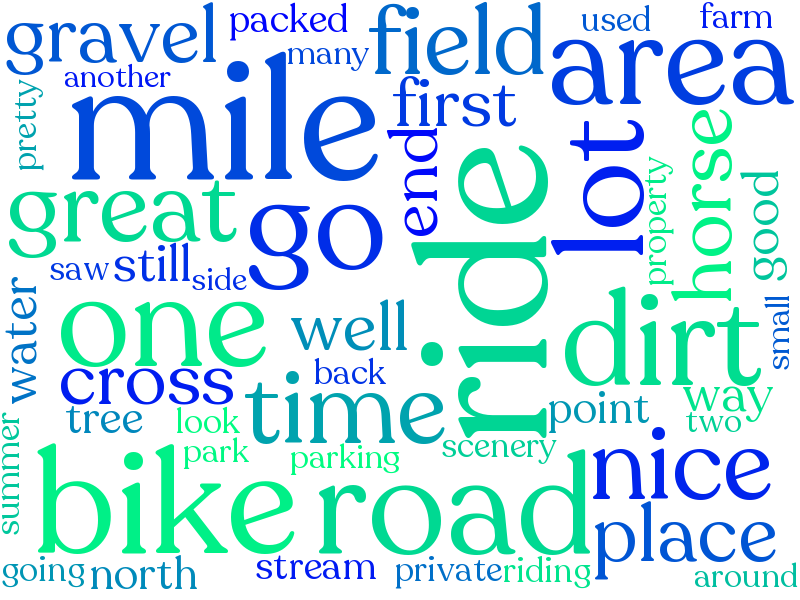 gravel
packed
many
field
used
farm
another
area
pretty
mile
first
end
lot
horse
great
go
ride
property
good
saw
still
side
water
one
well
dirt
small
cross
back
time
tree
look
point
way
two
summer
park
parking
scenery
nice
bike
road
place
going
north
stream
private
riding
around